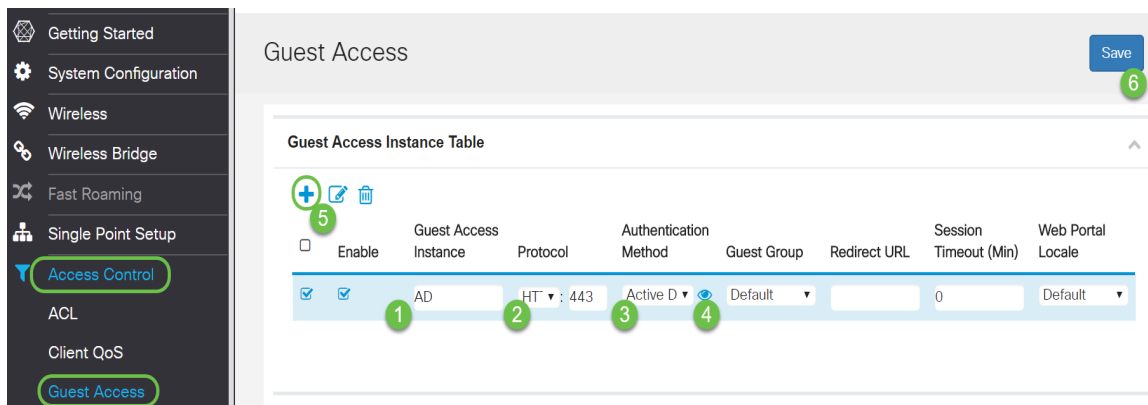 Getting Started
System Configuration
Wireless
Wireless Bridge
Fast Roaming
Single Point Setup
Access Control
ACL
Client QoS
Guest Access
Guest Access
Save
6
Guest Access Instance Table
5
Enable
Guest Access Instance
Protocol
Authentication Method
Guest Group
Redirect URL
Session Timeout (Min)
Web Portal Locale
1
AD
2
HT : 443
3
Active D
4
Default
0
Default